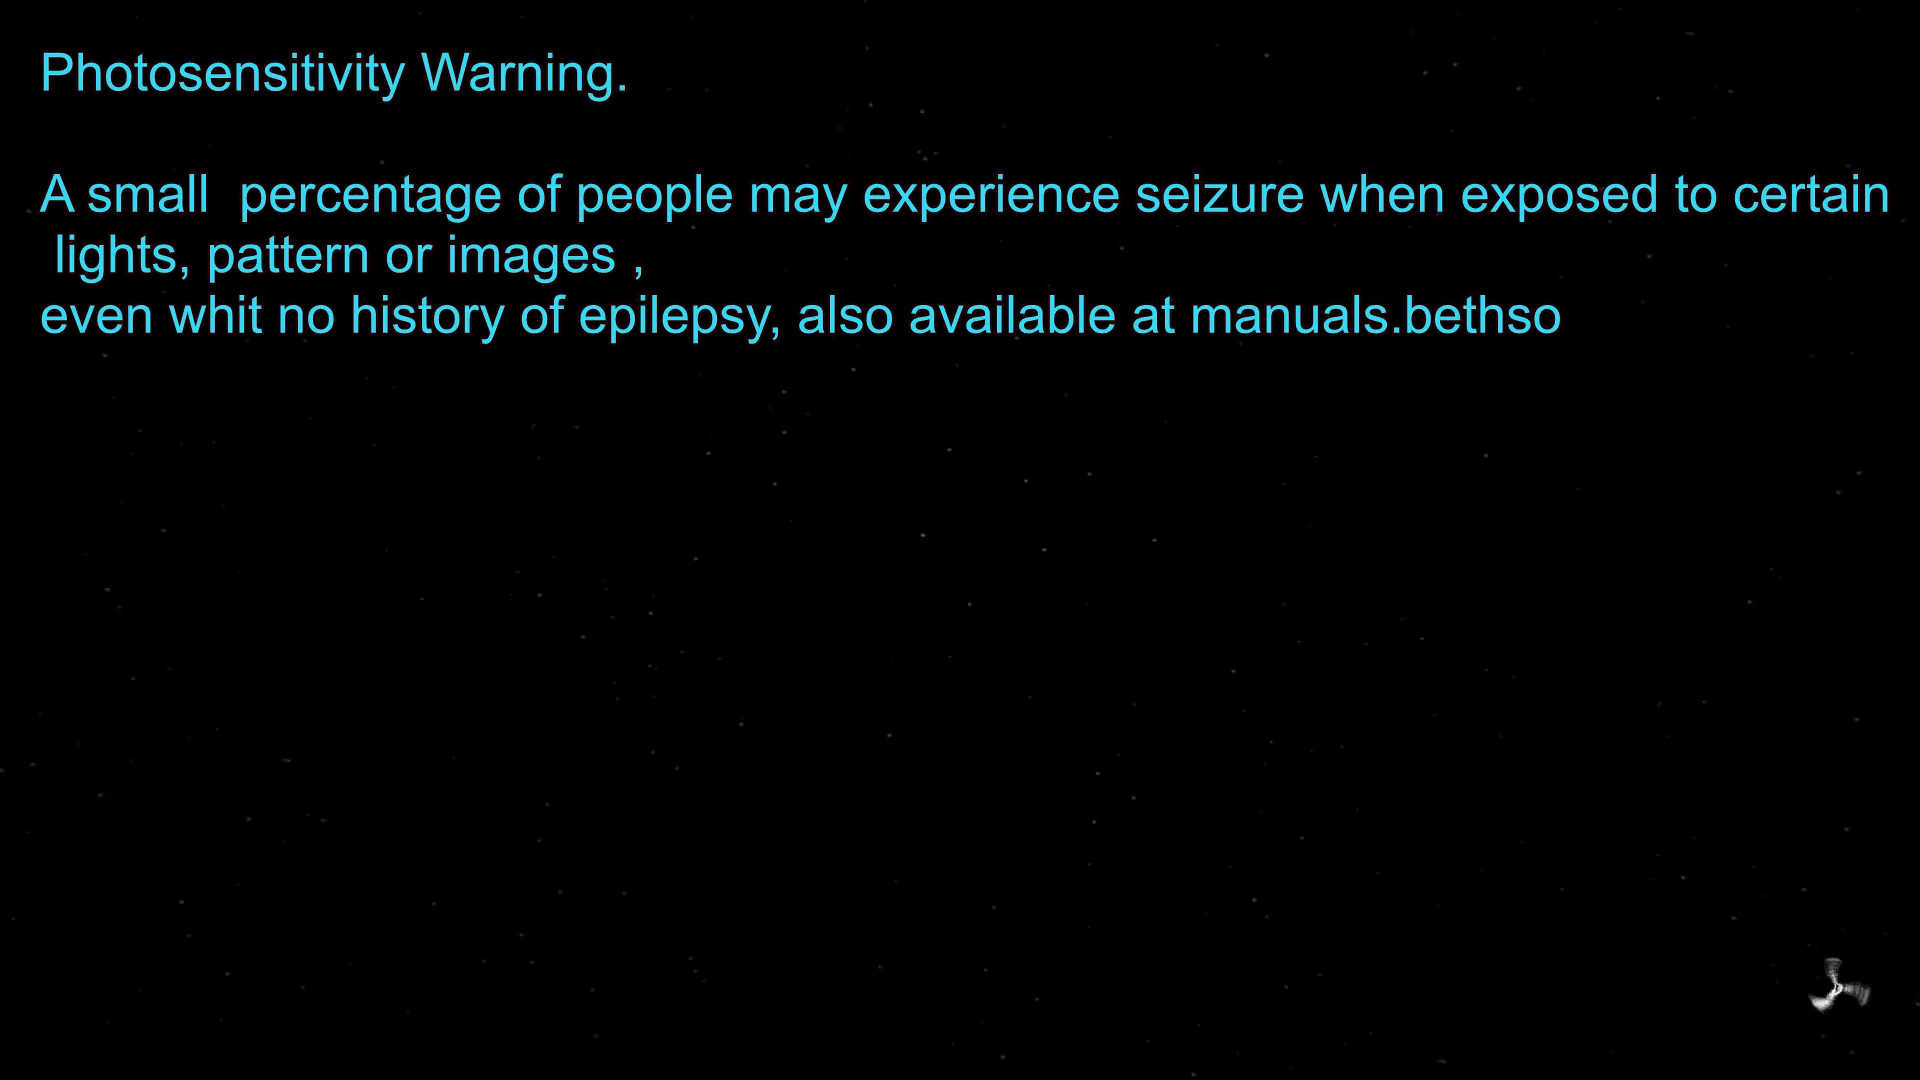 Photosensitivity Warning.
A small  percentage of people may experience seizure when exposed to certain
lights, pattern or images ,
even whit no history of epilepsy, also available at manuals.bethso